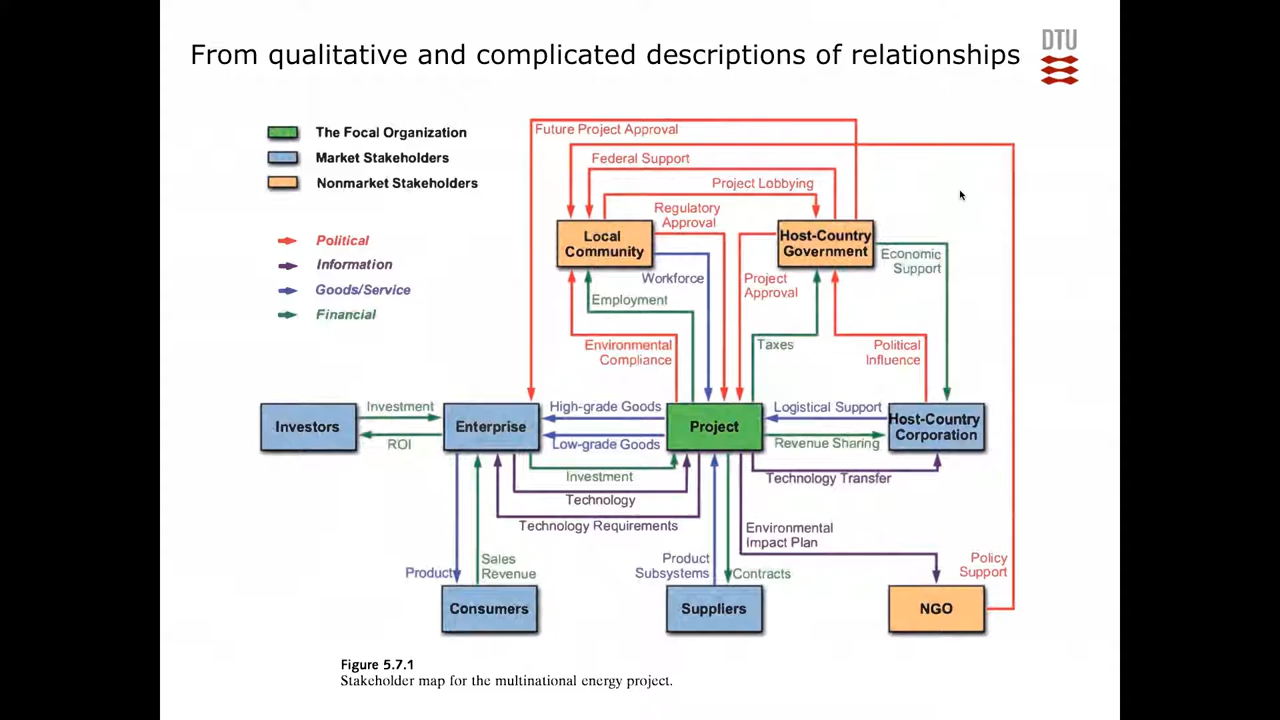 From qualitative and complicated descriptions of relationships
DTU
The Focal Organization
Market Stakeholders
Nonmarket Stakeholders
Political
Information
Goods/Service
Financial
Future Project Approval
Federal Support
Project Lobbying
Regulatory
Approval
Local
Community
Host-Country
Government
Economic
Support
Workforce
Employment
Project
Approval
Environmental
Compliance
Taxes
Political
Influence
Investors
Investment
ROI
Enterprise
High-grade Goods
Low-grade Goods
Project
Logistical Support
Revenue Sharing
Host-Country
Corporation
Investment
Technology
Technology Requirements
Technology Transfer
Environmental
Impact Plan
Product
Sales
Revenue
Product
Subsystems
Contracts
Policy
Support
Consumers
Suppliers
NGO
Figure 5.7.1
Stakeholder map for the multinational energy project.